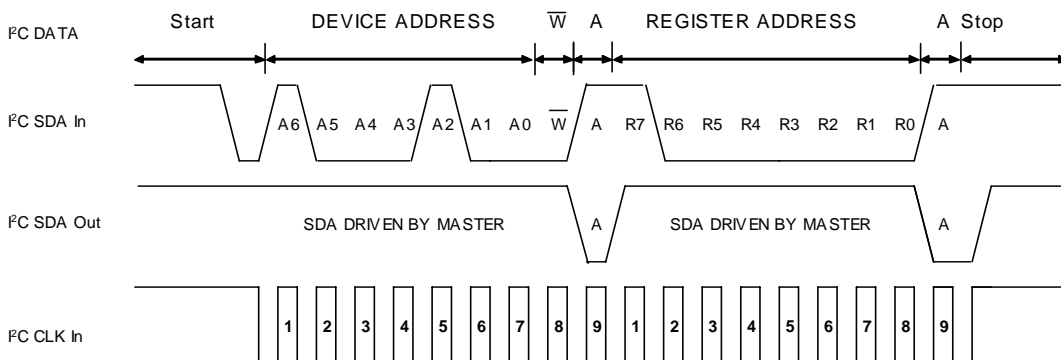 I²C DATA Start DEVICE ADDRESS W̅ A REGISTER ADDRESS A Stop
I²C SDA In A6 A5 A4 A3 A2 A1 A0 W̅ A R7 R6 R5 R4 R3 R2 R1 R0 A
I²C SDA Out SDA DRIVEN BY MASTER A SDA DRIVEN BY MASTER A
I²C CLK In 1 2 3 4 5 6 7 8 9 1 2 3 4 5 6 7 8 9